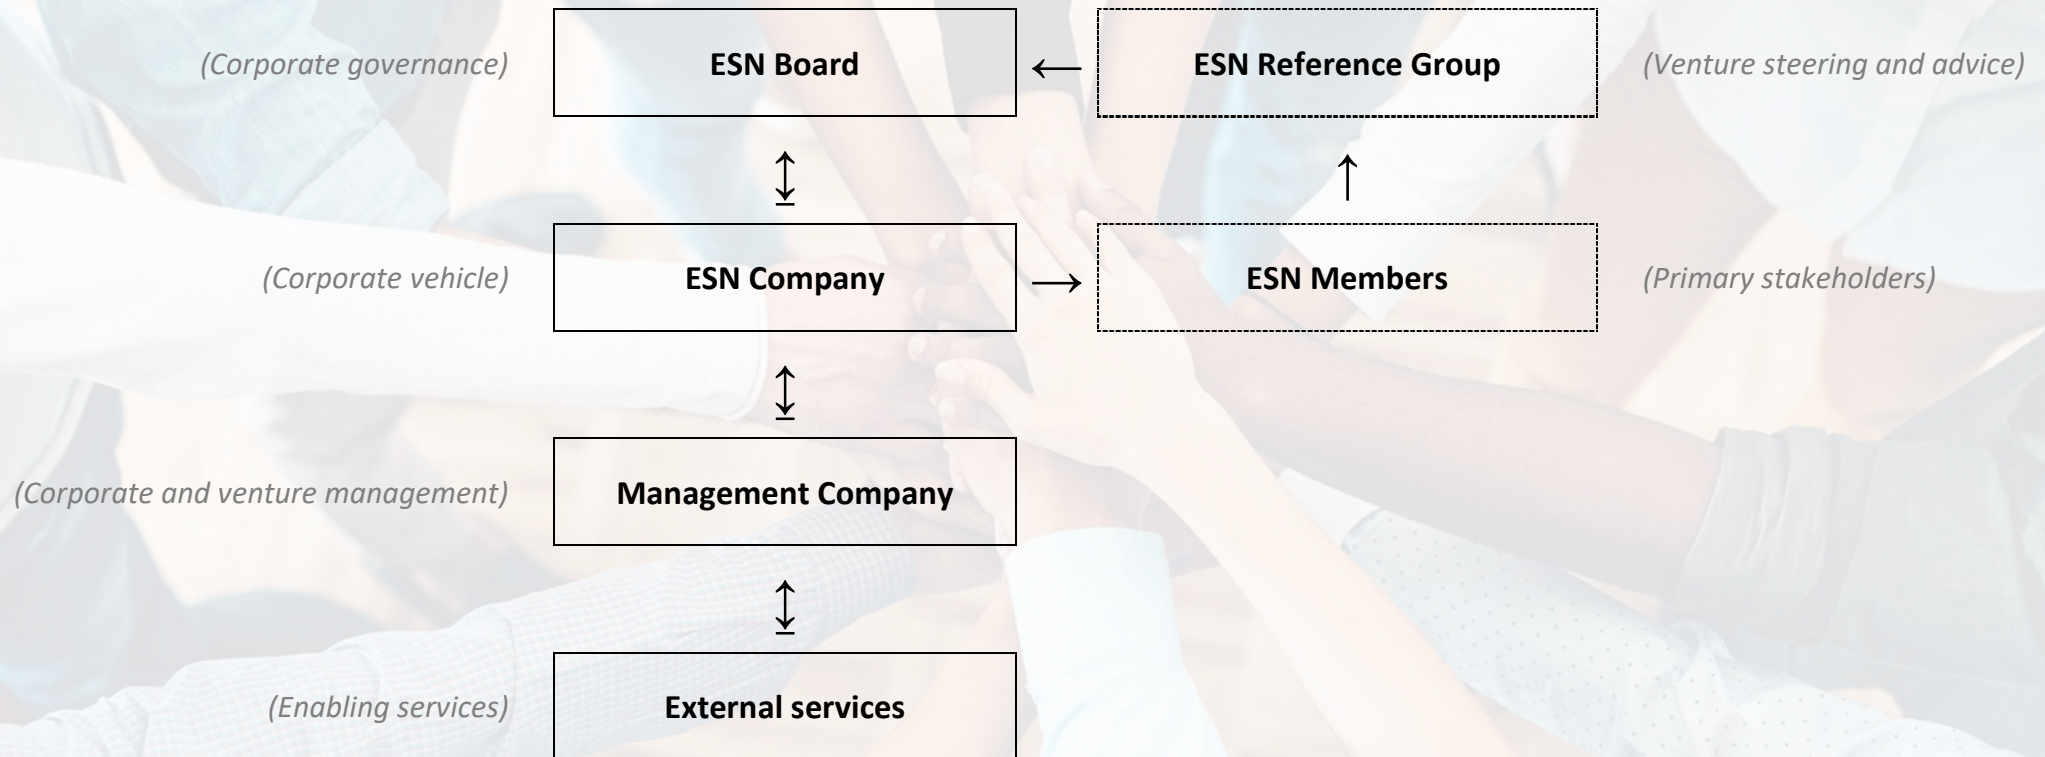 (Corporate governance) ESN Board ← ESN Reference Group (Venture steering and advice)
↨ ↑
(Corporate vehicle) ESN Company → ESN Members (Primary stakeholders)
↨
(Corporate and venture management) Management Company
↨
(Enabling services) External services